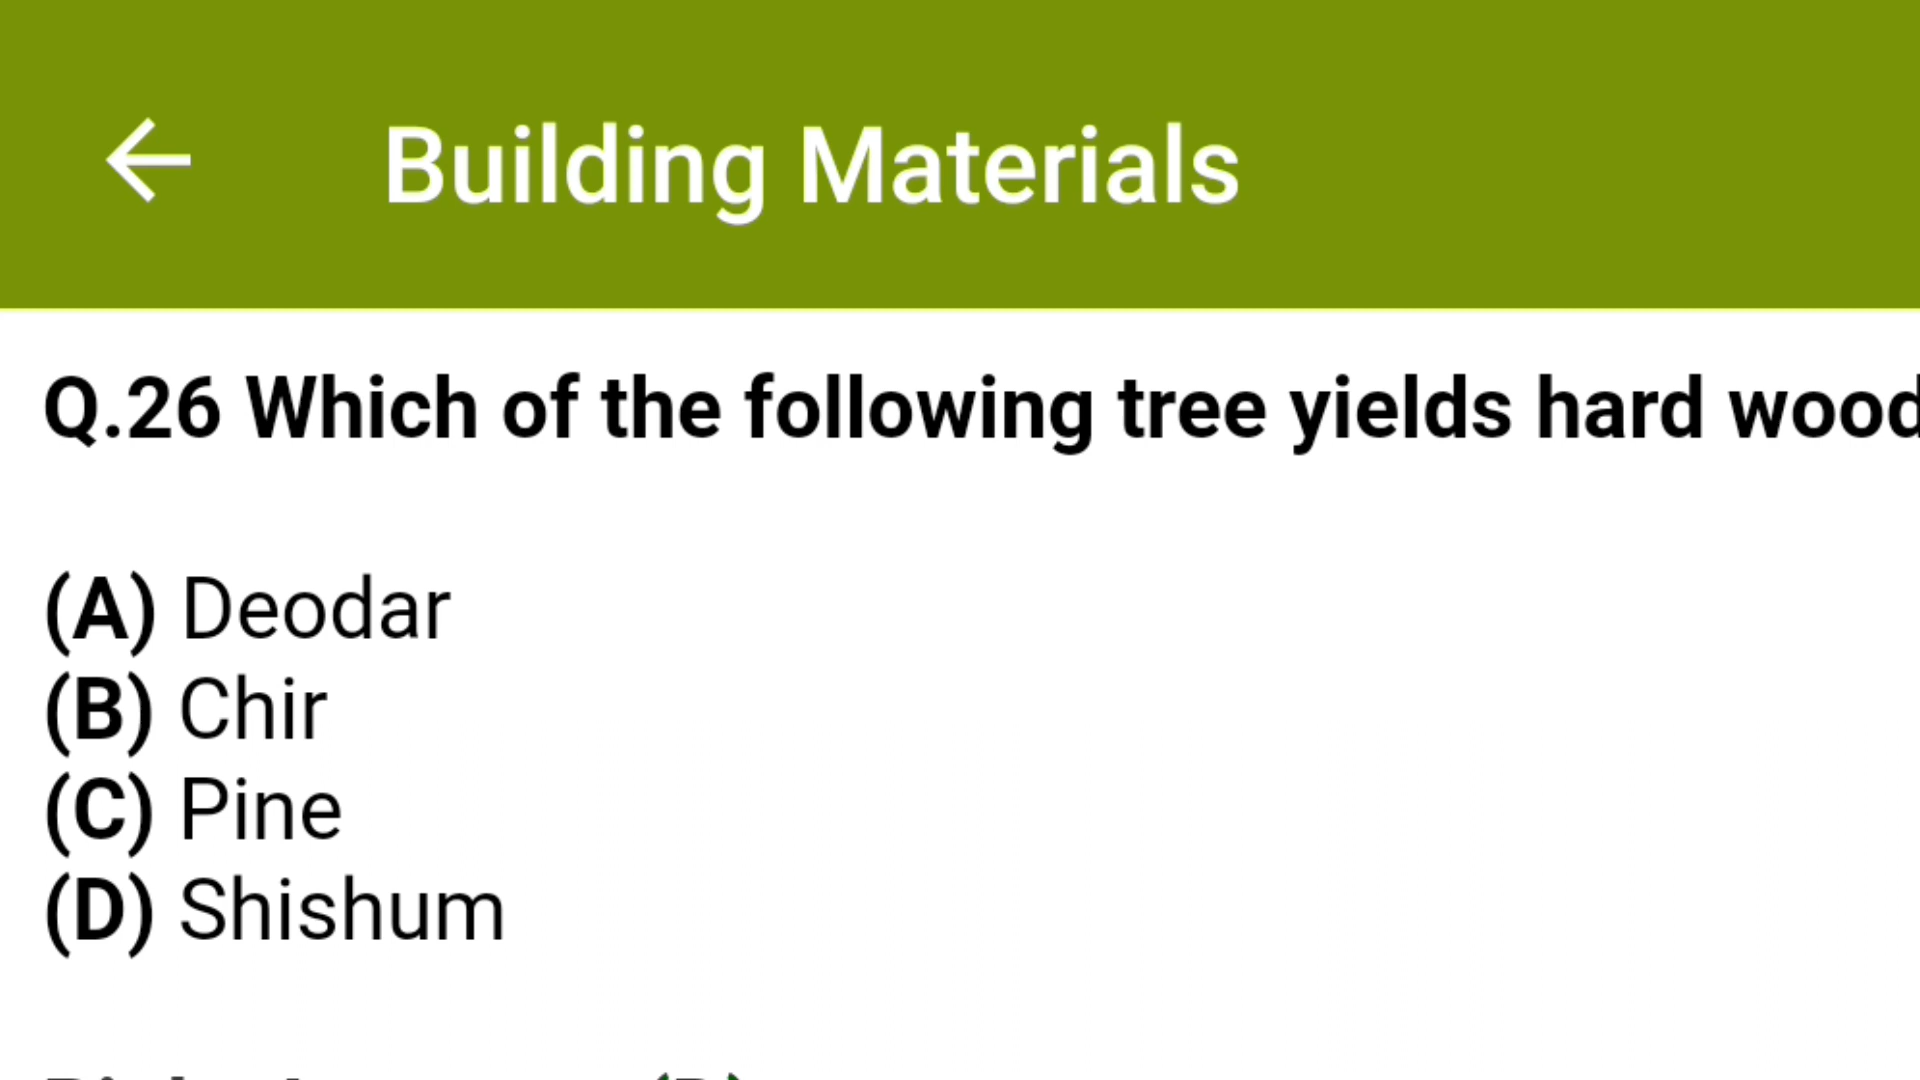 Building Materials
Q.26 Which of the following tree yields hard wood
(A) Deodar
(B) Chir
(C) Pine
(D) Shishum